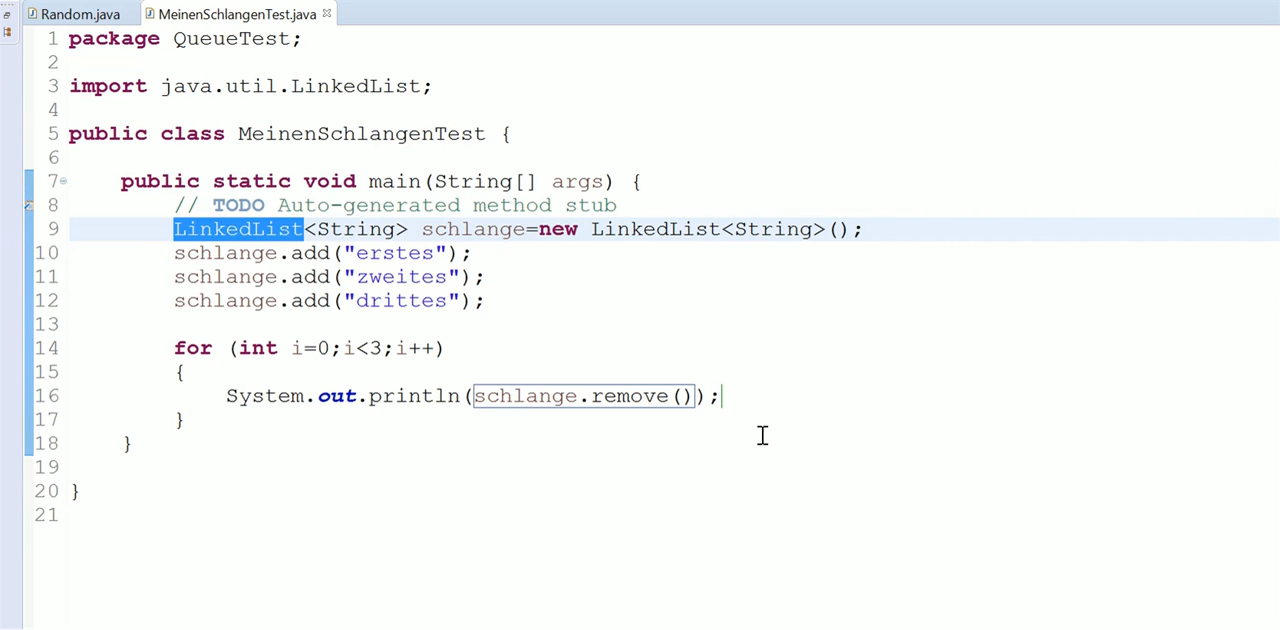 Random.java MeinenSchlangenTest.java
1 package QueueTest;
2
3 import java.util.LinkedList;
4
5 public class MeinenSchlangenTest {
6
7 public static void main(String[] args) {
8 // TODO Auto-generated method stub
9 LinkedList<String> schlange=new LinkedList<String>();
10 schlange.add("erstes");
11 schlange.add("zweites");
12 schlange.add("drittes");
13
14 for (int i=0;i<3;i++)
15 {
16 System.out.println(schlange.remove());
17 }
18 }
19
20 }
21